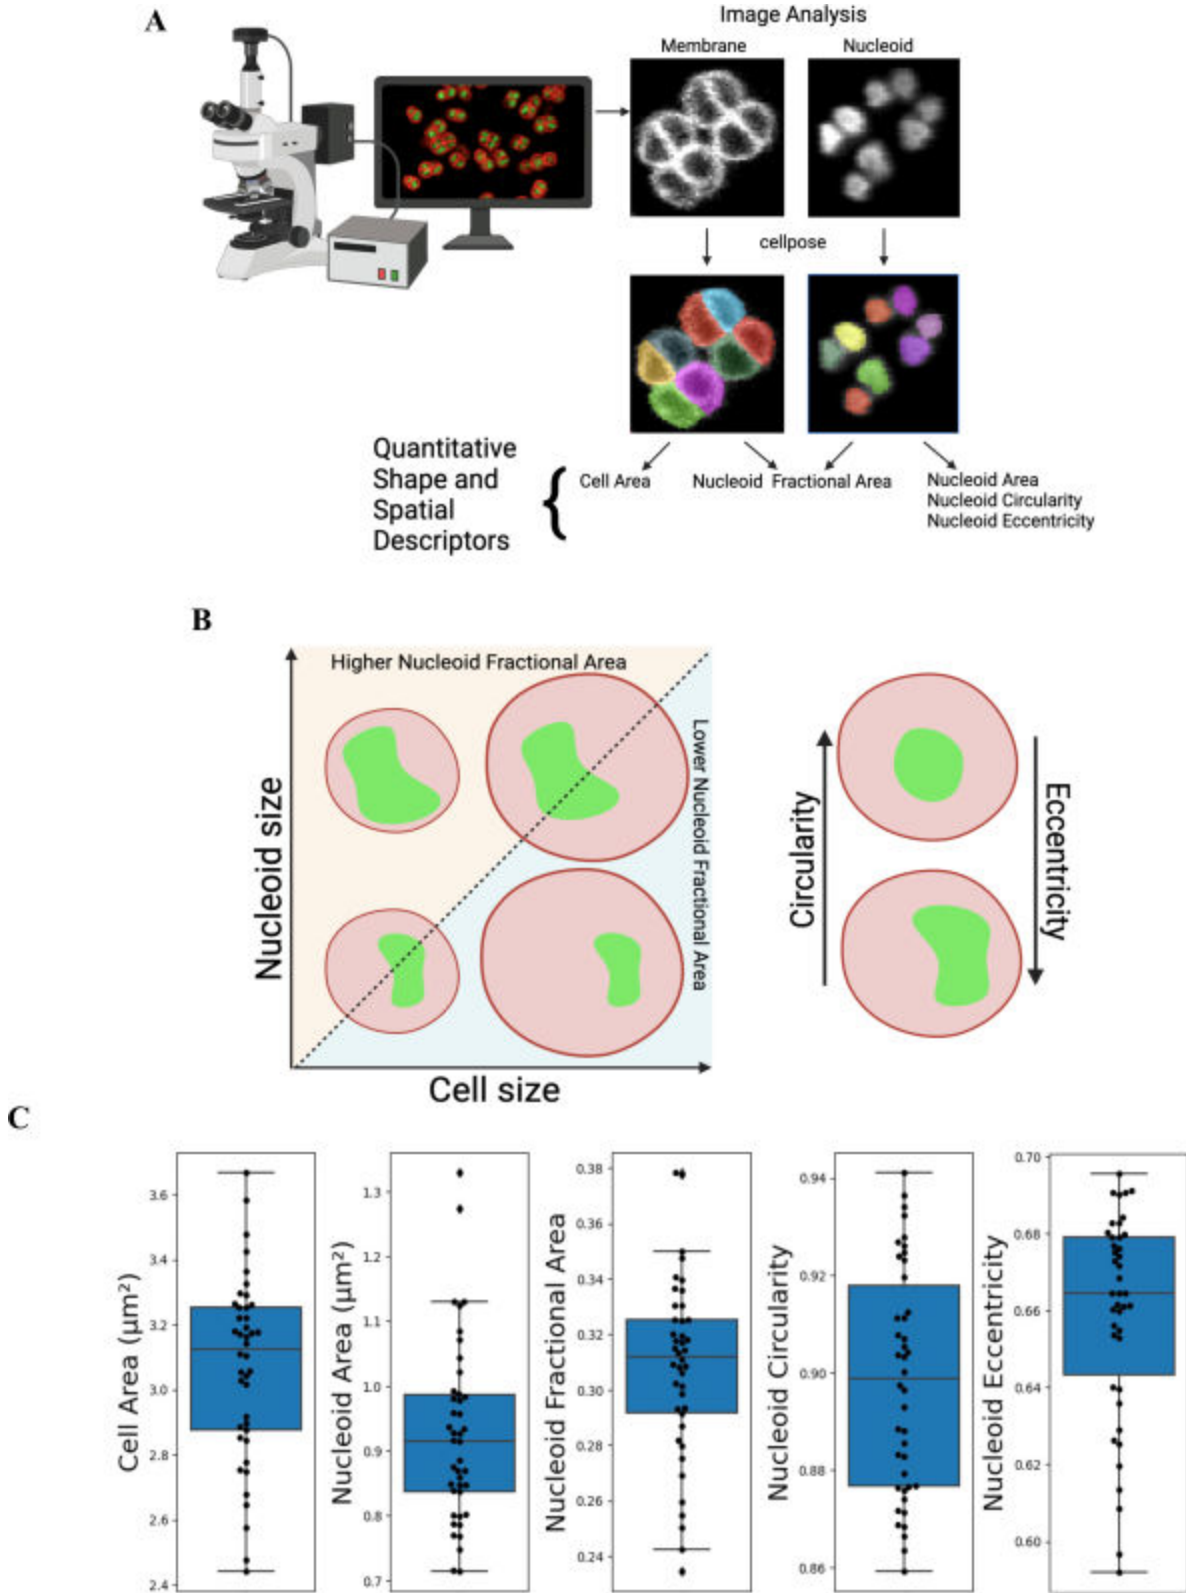 A
Image Analysis
Membrane
Nucleoid
cellpose
Quantitative
Shape and
Spatial
Descriptors
{
Cell Area
Nucleoid Fractional Area
Nucleoid Area
Nucleoid Circularity
Nucleoid Eccentricity
B
Higher Nucleoid Fractional Area
Lower Nucleoid Fractional Area
Nucleoid size
Cell size
Circularity
Eccentricity
C
Cell Area (μm²)
3.6
3.4
3.2
3.0
2.8
2.6
2.4
Nucleoid Area (μm²)
1.3
1.2
1.1
1.0
0.9
0.8
0.7
Nucleoid Fractional Area
0.38
0.36
0.34
0.32
0.30
0.28
0.26
0.24
Nucleoid Circularity
0.94
0.92
0.90
0.88
0.86
Nucleoid Eccentricity
0.70
0.68
0.66
0.64
0.62
0.60